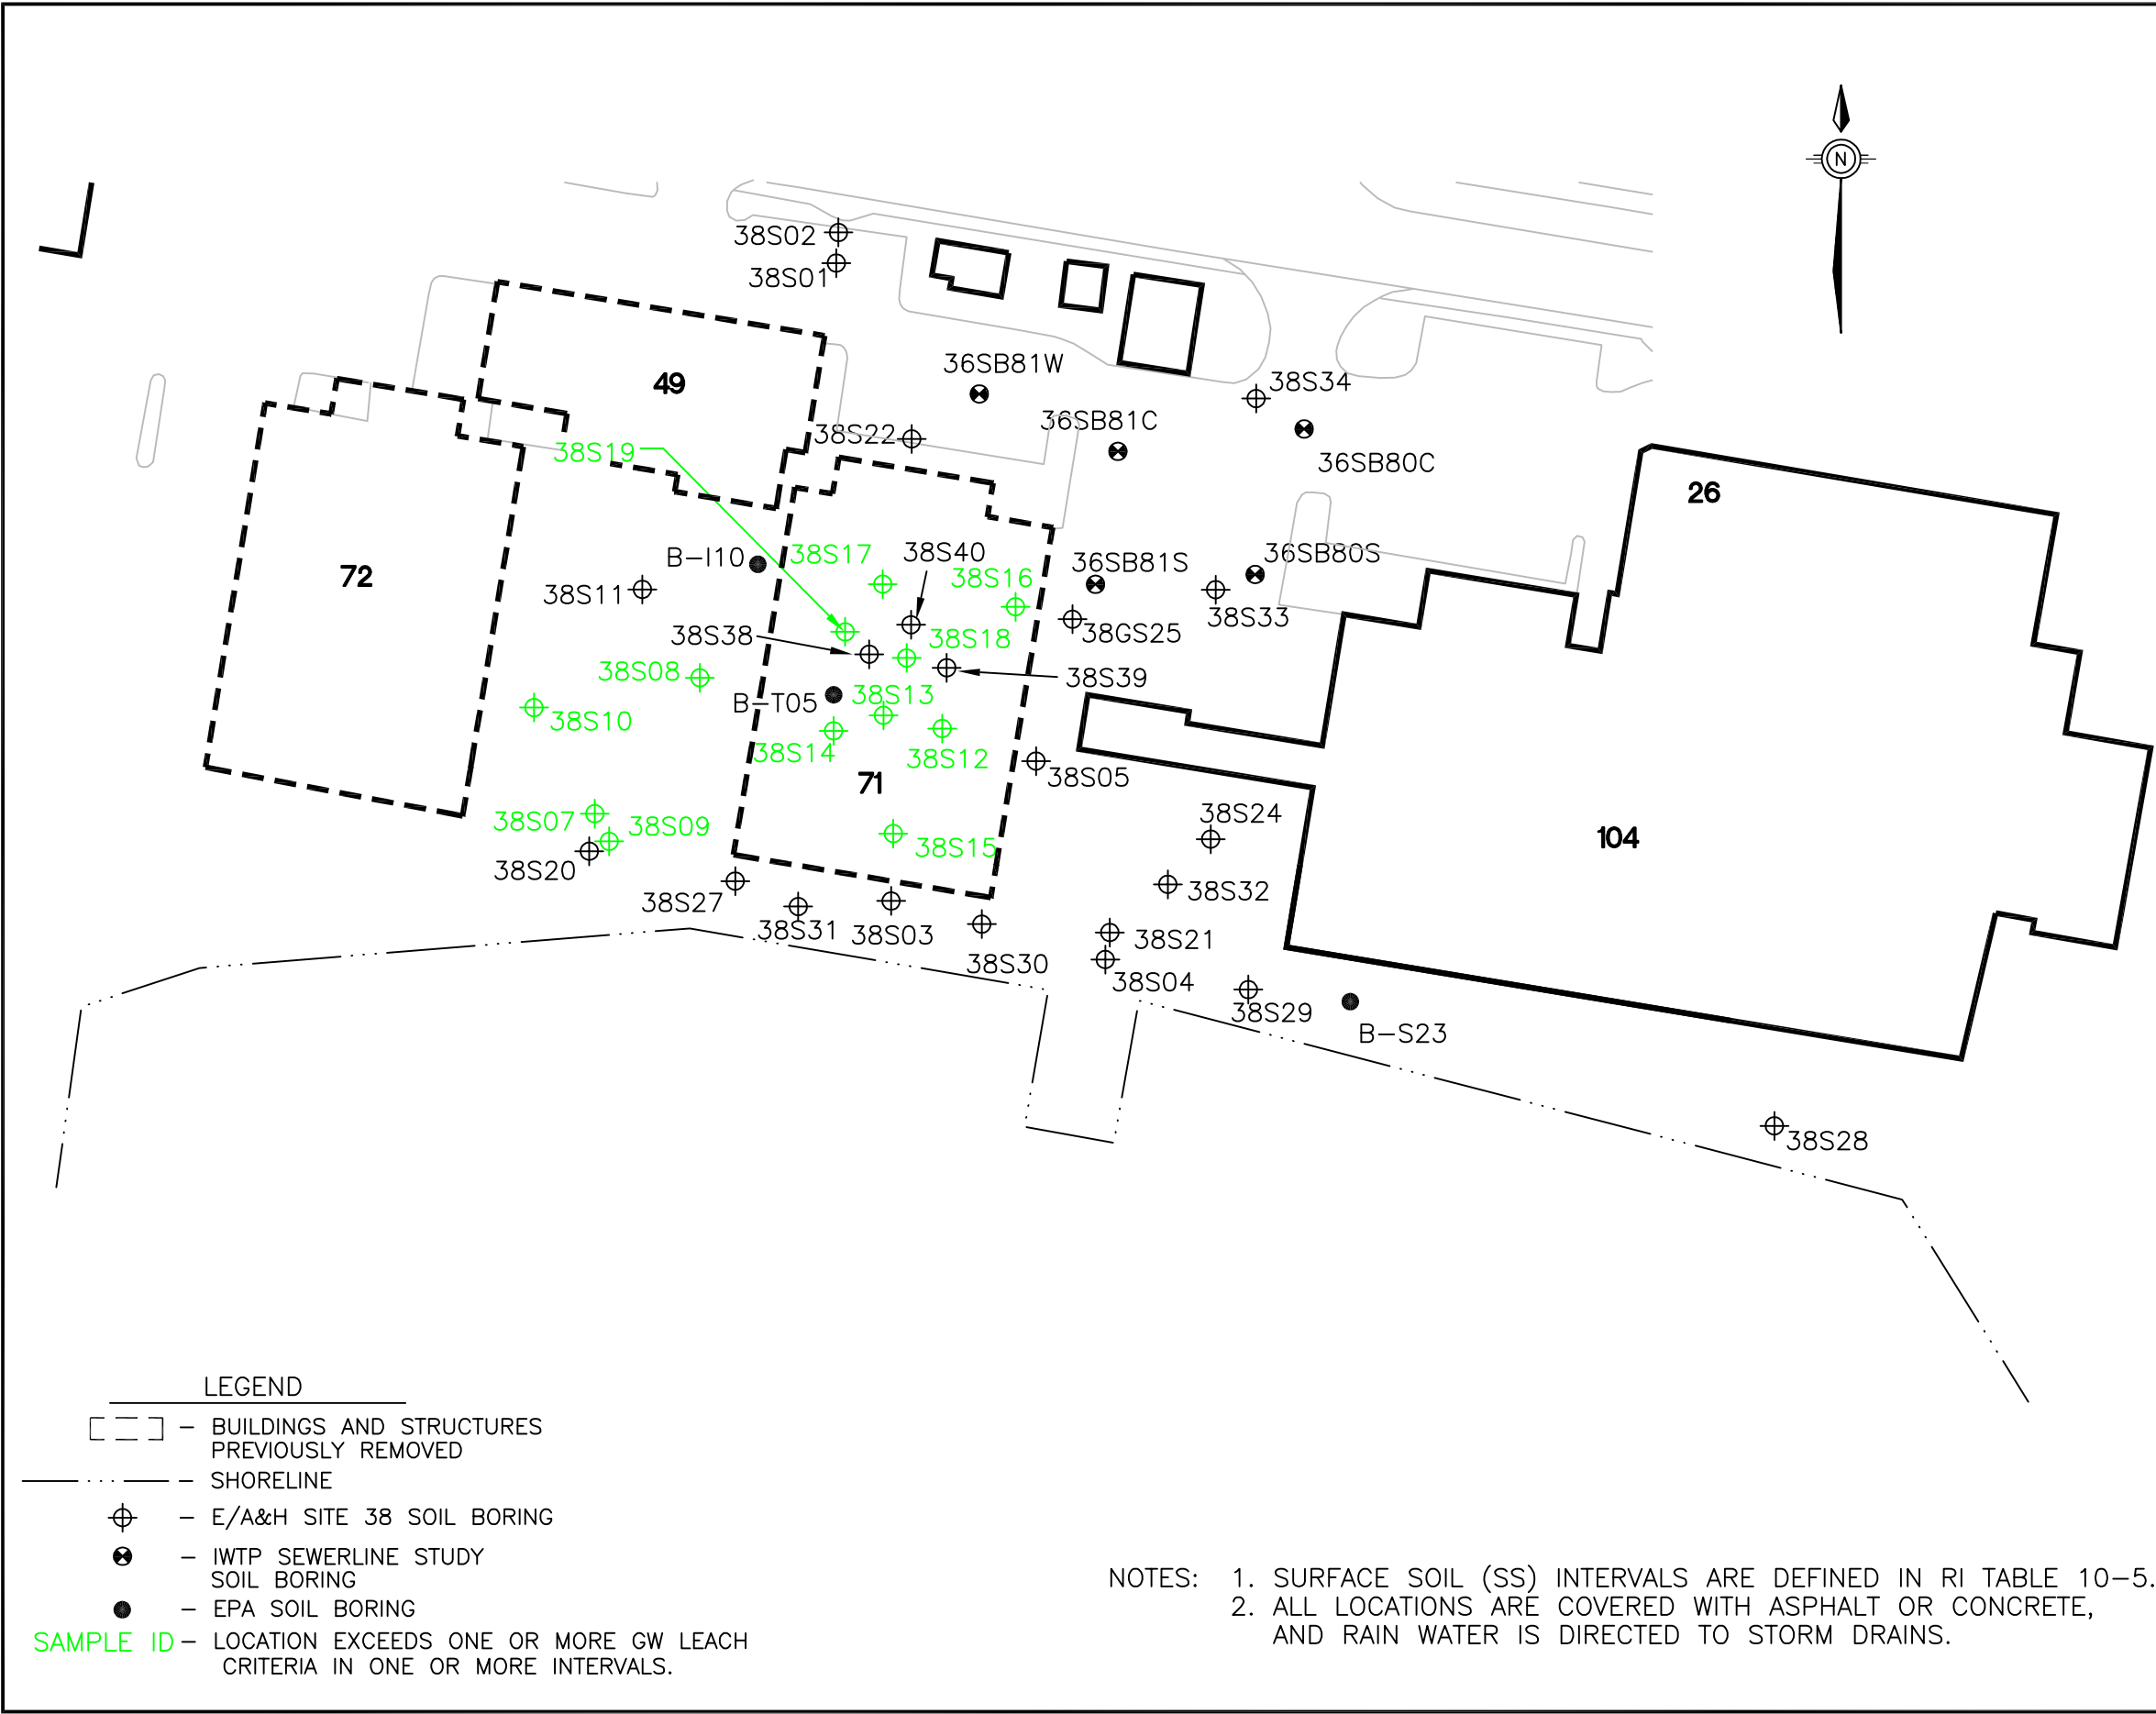 N
38S02
38S01
36SB81W
49
38S34
36SB81C
38S22
38S19
36SB80C
26
B-I10
38S17
38S40
36SB81S
36SB80S
72
38S16
38S11
38S33
38S38
38S18
38GS25
38S08
38S39
B-T05
38S13
38S10
38S14
38S12
71
38S05
38S24
38S07
38S09
38S15
104
38S20
38S27
38S32
38S31
38S03
38S21
38S30
38S04
38S29
B-S23
38S28
LEGEND
- BUILDINGS AND STRUCTURES
PREVIOUSLY REMOVED
- SHORELINE
- E/A&H SITE 38 SOIL BORING
- IWTP SEWERLINE STUDY
SOIL BORING
- EPA SOIL BORING
SAMPLE ID - LOCATION EXCEEDS ONE OR MORE GW LEACH
CRITERIA IN ONE OR MORE INTERVALS.
NOTES: 1. SURFACE SOIL (SS) INTERVALS ARE DEFINED IN RI TABLE 10-5.
2. ALL LOCATIONS ARE COVERED WITH ASPHALT OR CONCRETE,
AND RAIN WATER IS DIRECTED TO STORM DRAINS.